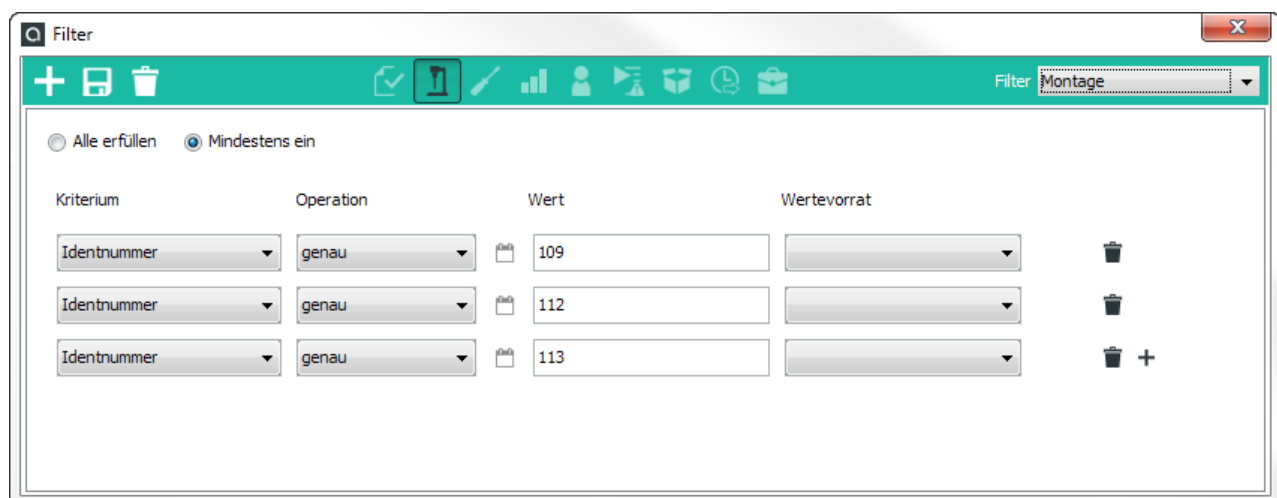 Filter
Filter Montage
Alle erfüllen Mindestens ein
Kriterium Operation Wert Wertevorrat
Identnummer genau 109
Identnummer genau 112
Identnummer genau 113